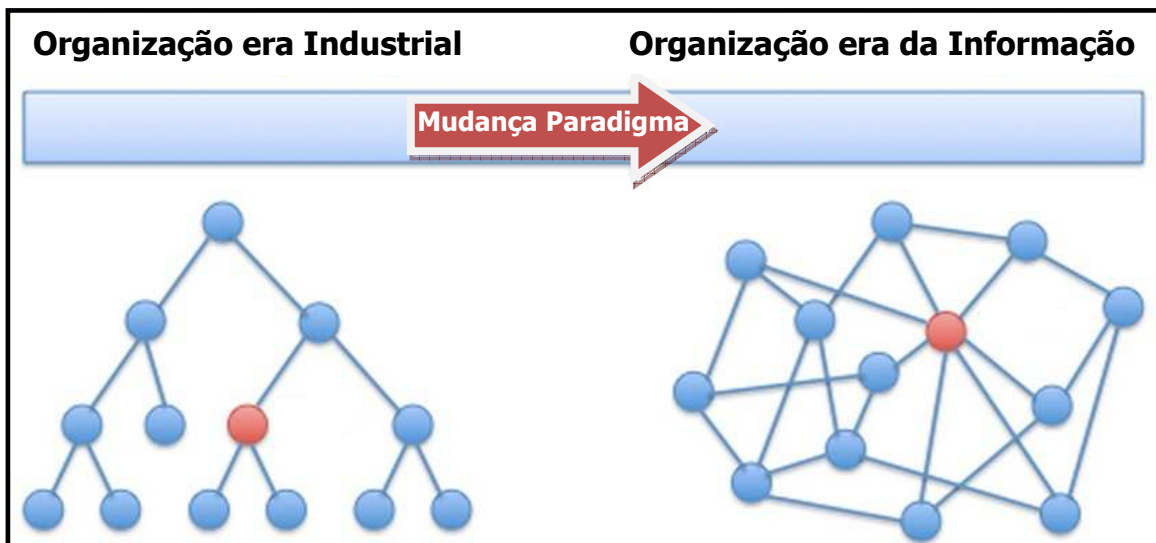 Organização era Industrial
Organização era da Informação
Mudança Paradigma